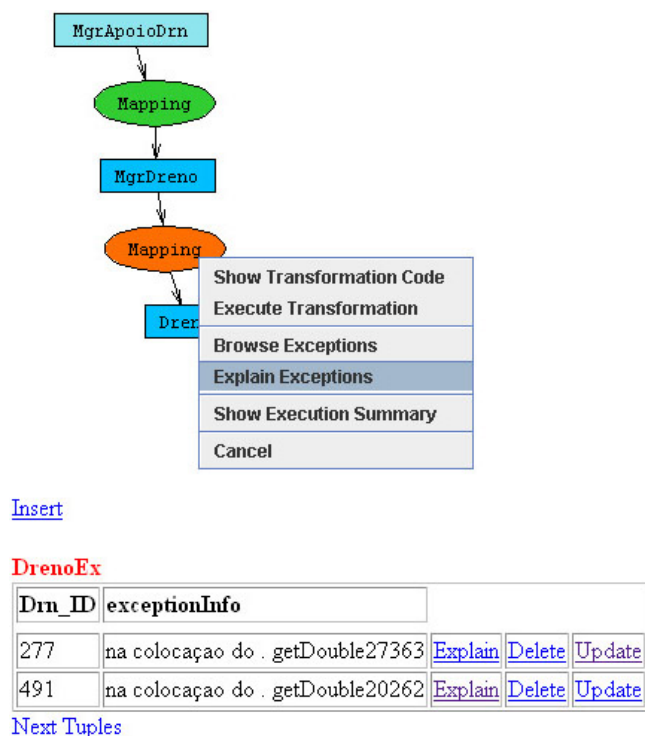 MgrApoioDrn
Mapping
MgrDreno
Mapping
Show Transformation Code
Execute Transformation
Dren
Browse Exceptions
Explain Exceptions
Show Execution Summary
Cancel
Insert
DrenoEx
Drn_ID exceptionInfo
277 na colocaçao do . getDouble27363 Explain Delete Update
491 na colocaçao do . getDouble20262 Explain Delete Update
Next Tuples